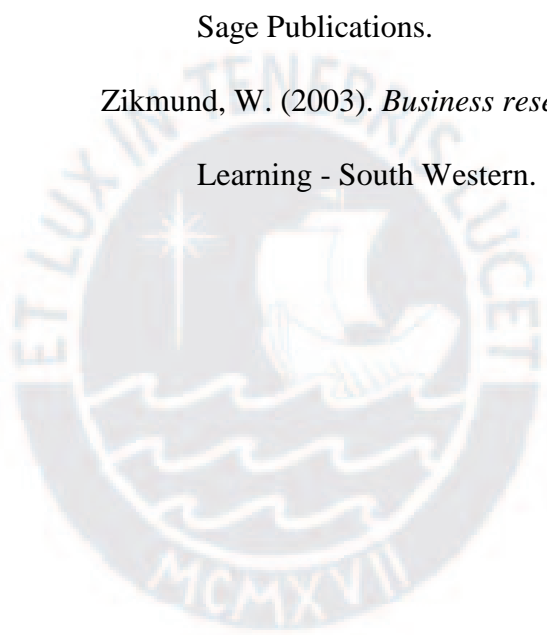 Sage Publications.
Zikmund, W. (2003). Business rese
Learning - South Western.
ET LUX IN TENEBRIS LUCET
MCMXVII